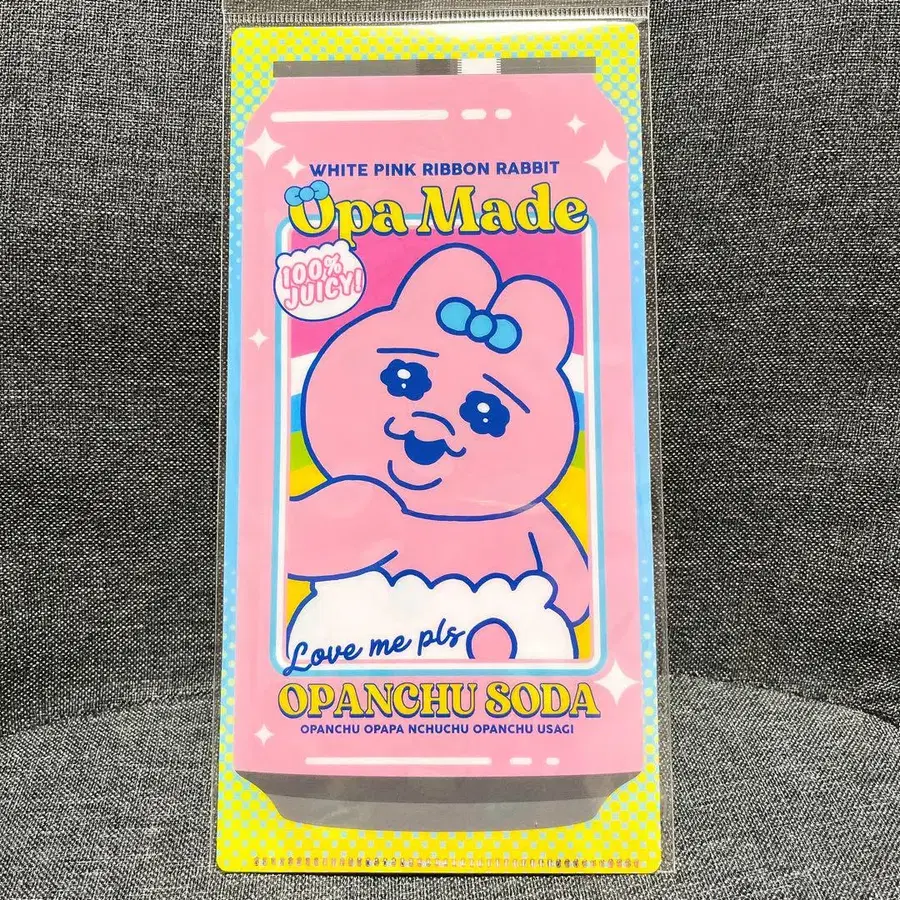 WHITE PINK RIBBON RABBIT
Opa Made
100%
JUICY!
Love me pls
OPANCHU SODA
OPANCHU OPAPA NCHUCHU OPANCHU USAGI